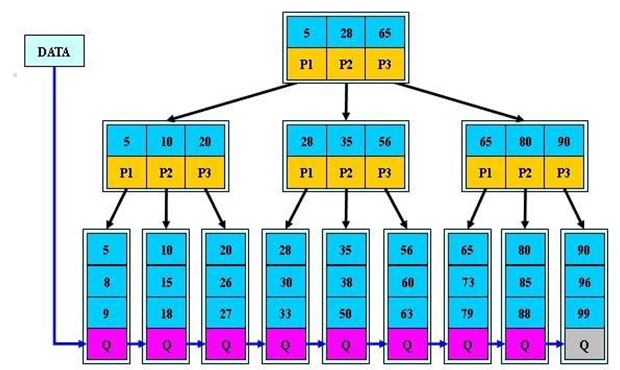 DATA
5 28 65
P1 P2 P3
5 10 20
P1 P2 P3
28 35 56
P1 P2 P3
65 80 90
P1 P2 P3
5 10 20 28 35 56 65 80 90
8 15 26 30 38 60 73 85 96
9 18 27 33 50 63 79 88 99
Q Q Q Q Q Q Q Q Q